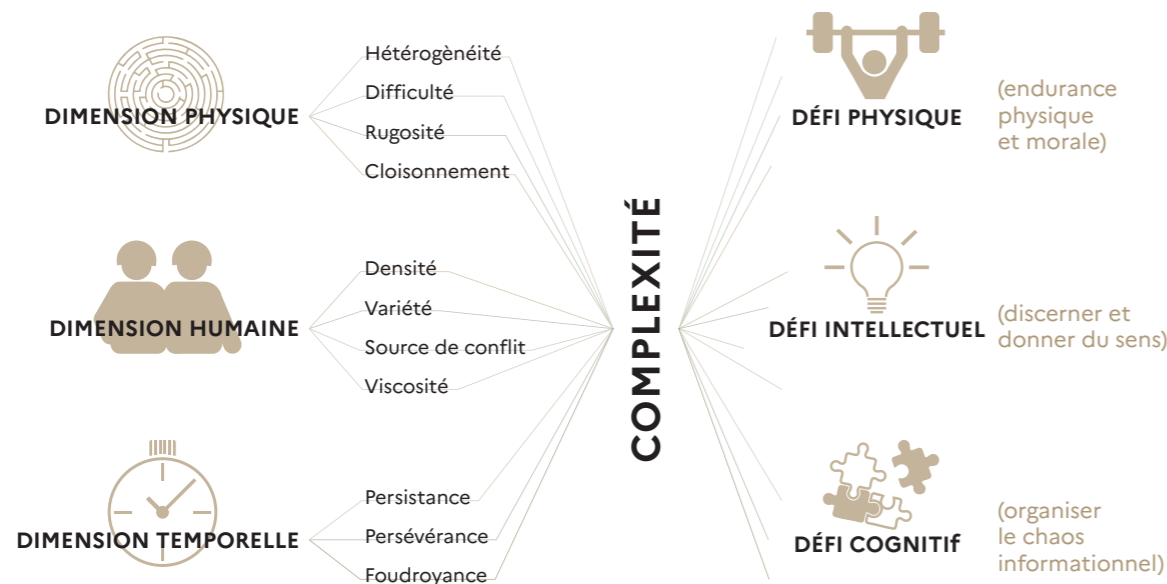 DIMENSION PHYSIQUE
Hétérogènéité
Difficulté
Rugosité
Cloisonnement
DIMENSION HUMAINE
Densité
Variété
Source de conflit
Viscosité
DIMENSION TEMPORELLE
Persistance
Persévérance
Foudroyance
COMPLEXITÉ
DÉFI PHYSIQUE
(endurance
physique
et morale)
DÉFI INTELLECTUEL
(discerner et
donner du sens)
DÉFI COGNITIf
(organiser
le chaos
informationnel)